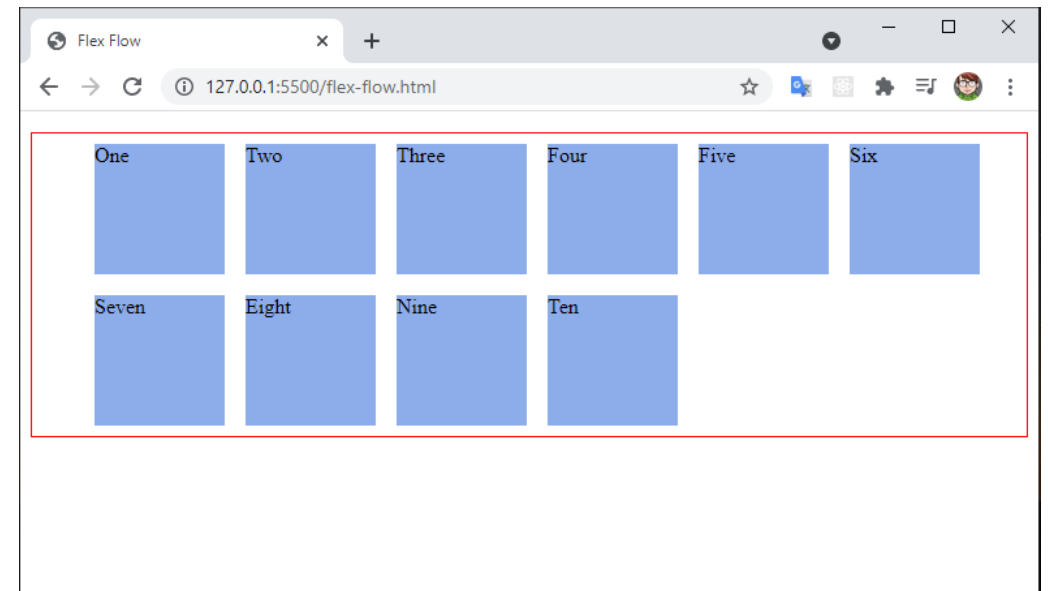 Flex Flow
127.0.0.1:5500/flex-flow.html
One Two Three Four Five Six
Seven Eight Nine Ten